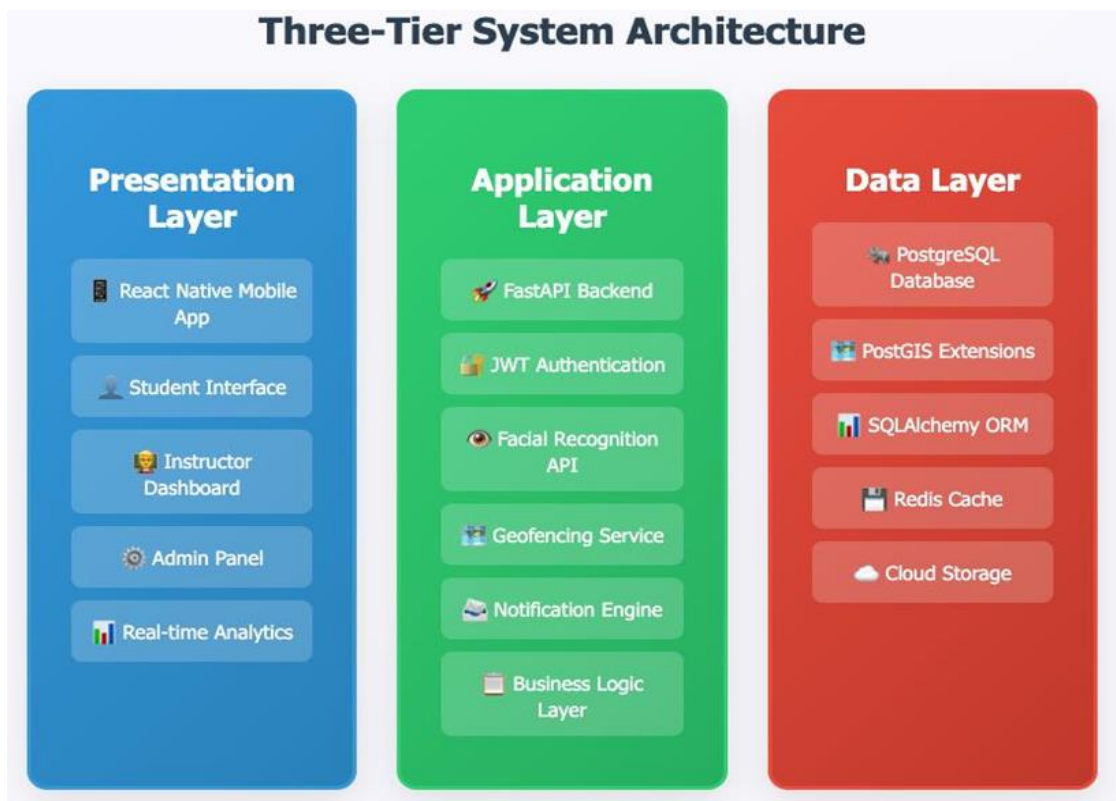 Three-Tier System Architecture
Presentation
Layer
React Native Mobile
App
Student Interface
Instructor
Dashboard
Admin Panel
Real-time Analytics
Application
Layer
FastAPI Backend
JWT Authentication
Facial Recognition
API
Geofencing Service
Notification Engine
Business Logic
Layer
Data Layer
PostgreSQL
Database
PostGIS Extensions
SQLAlchemy ORM
Redis Cache
Cloud Storage